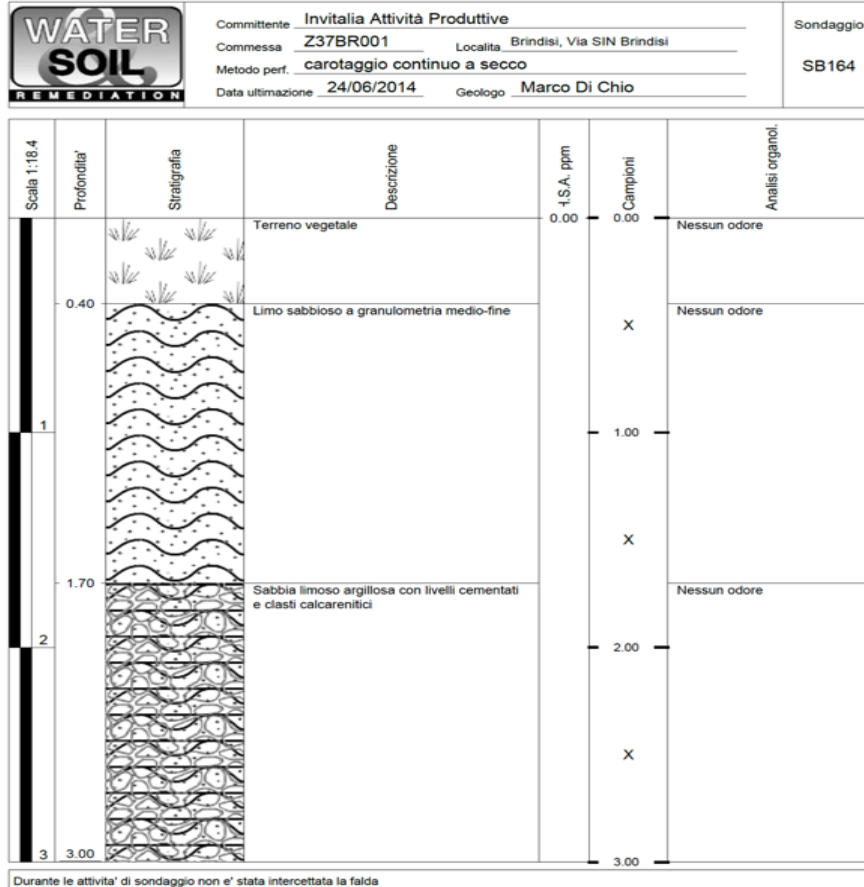 WATER
& SOIL
REMEDIATION
Committente Invitalia Attività Produttive
Commessa Z37BR001 Localita Brindisi, Via SIN Brindisi
Metodo perf. carotaggio continuo a secco
Data ultimazione 24/06/2014 Geologo Marco Di Chio
Sondaggio
SB164
Scala 1:18.4 Profondita' Stratigrafia Descrizione H.S.A. ppm Campioni Analisi organol.
0.00 0.00
Terreno vegetale Nessun odore
0.40
Limo sabbioso a granulometria medio-fine Nessun odore
X
1 1.00
X
1.70
Sabbia limoso argillosa con livelli cementati Nessun odore
e clasti calcarenitici
2 2.00
X
3 3.00 3.00
Durante le attivita' di sondaggio non e' stata intercettata la falda